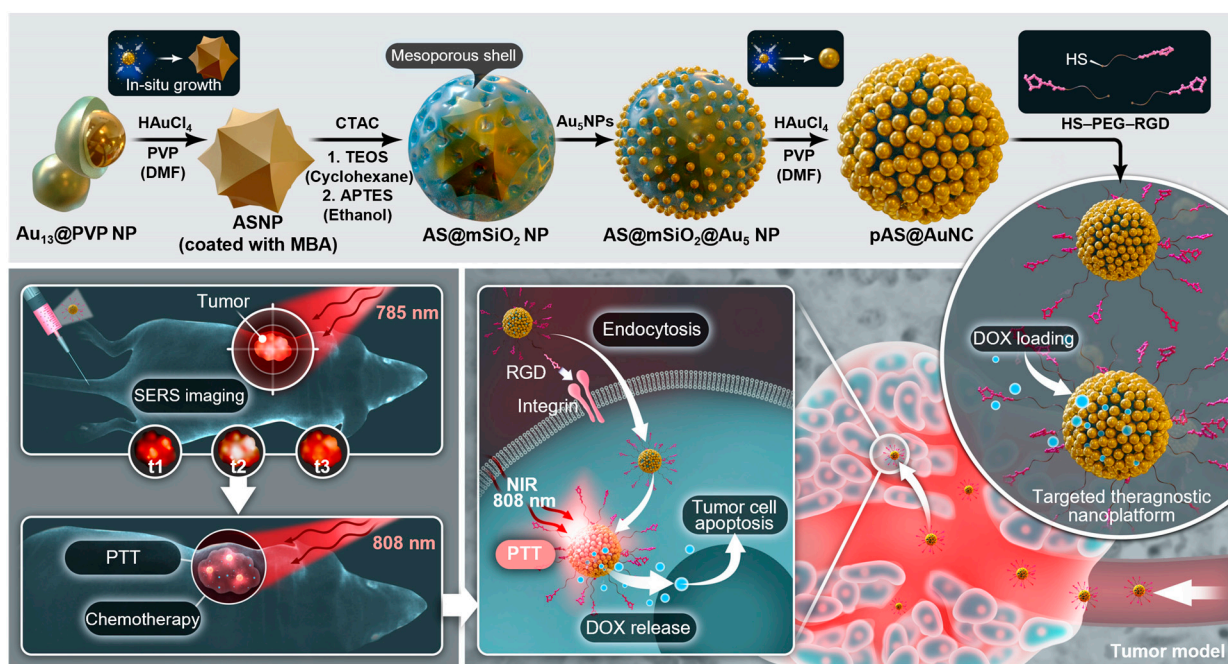 In-situ growth
HAuCl₄
PVP
(DMF)
Au₁₃@PVP NP
ASNP
(coated with MBA)
CTAC
1. TEOS
(Cyclohexane)
2. APTES
(Ethanol)
Mesoporous shell
AS@mSiO₂ NP
Au₅NPs
AS@mSiO₂@Au₅ NP
HAuCl₄
PVP
(DMF)
pAS@AuNC
HS
HS–PEG–RGD
DOX loading
Targeted theragnostic
nanoplatform
Tumor
785 nm
SERS imaging
t1
t2
t3
PTT
808 nm
Chemotherapy
Endocytosis
RGD
Integrin
NIR
808 nm
PTT
Tumor cell
apoptosis
DOX release
Tumor model